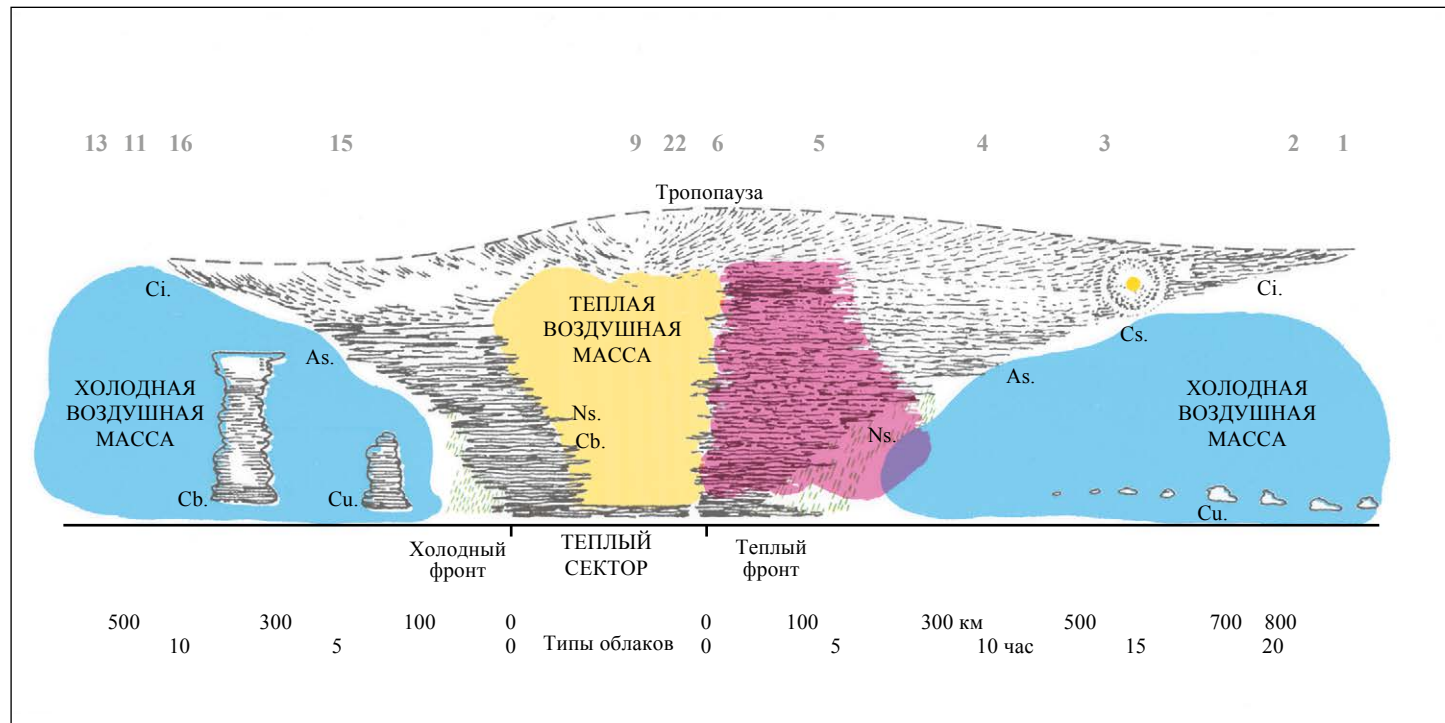 13 11 16 15 9 22 6 5 4 3 2 1
Тропопауза
Ci.
Ci.
ТЕПЛАЯ
ВОЗДУШНАЯ
МАССА
Cs.
As.
As.
ХОЛОДНАЯ
ВОЗДУШНАЯ
МАССА
ХОЛОДНАЯ
ВОЗДУШНАЯ
МАССА
Ns.
Cb.
Ns.
Cb.
Cu.
Cu.
Холодный
фронт
ТЕПЛЫЙ
СЕКТОР
Теплый
фронт
500 300 100 0 0 100 300 км 500 700 800
10 5 0 Типы облаков 0 5 10 час 15 20